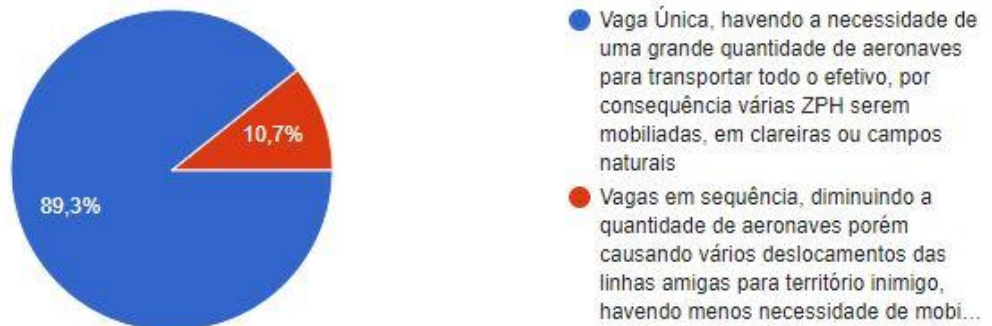 Vaga Única, havendo a necessidade de
uma grande quantidade de aeronaves
para transportar todo o efetivo, por
consequência várias ZPH serem
mobiliadas, em clareiras ou campos
naturais
Vagas em sequência, diminuindo a
quantidade de aeronaves porém
causando vários deslocamentos das
linhas amigas para território inimigo,
havendo menos necessidade de mobi...
10,7%
89,3%